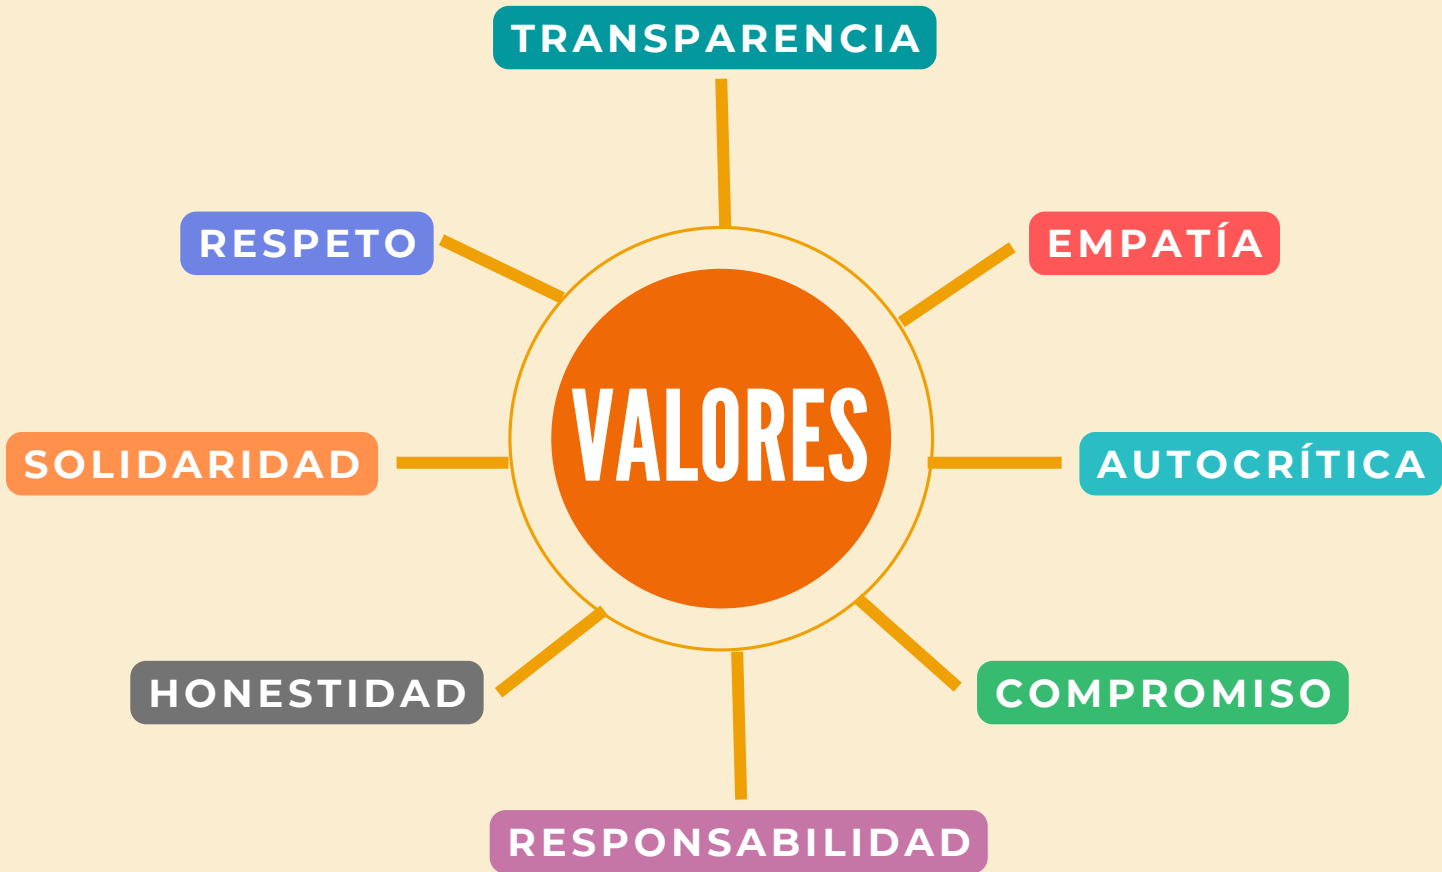 TRANSPARENCIA
RESPETO
EMPATÍA
VALORES
SOLIDARIDAD
AUTOCRÍTICA
HONESTIDAD
COMPROMISO
RESPONSABILIDAD